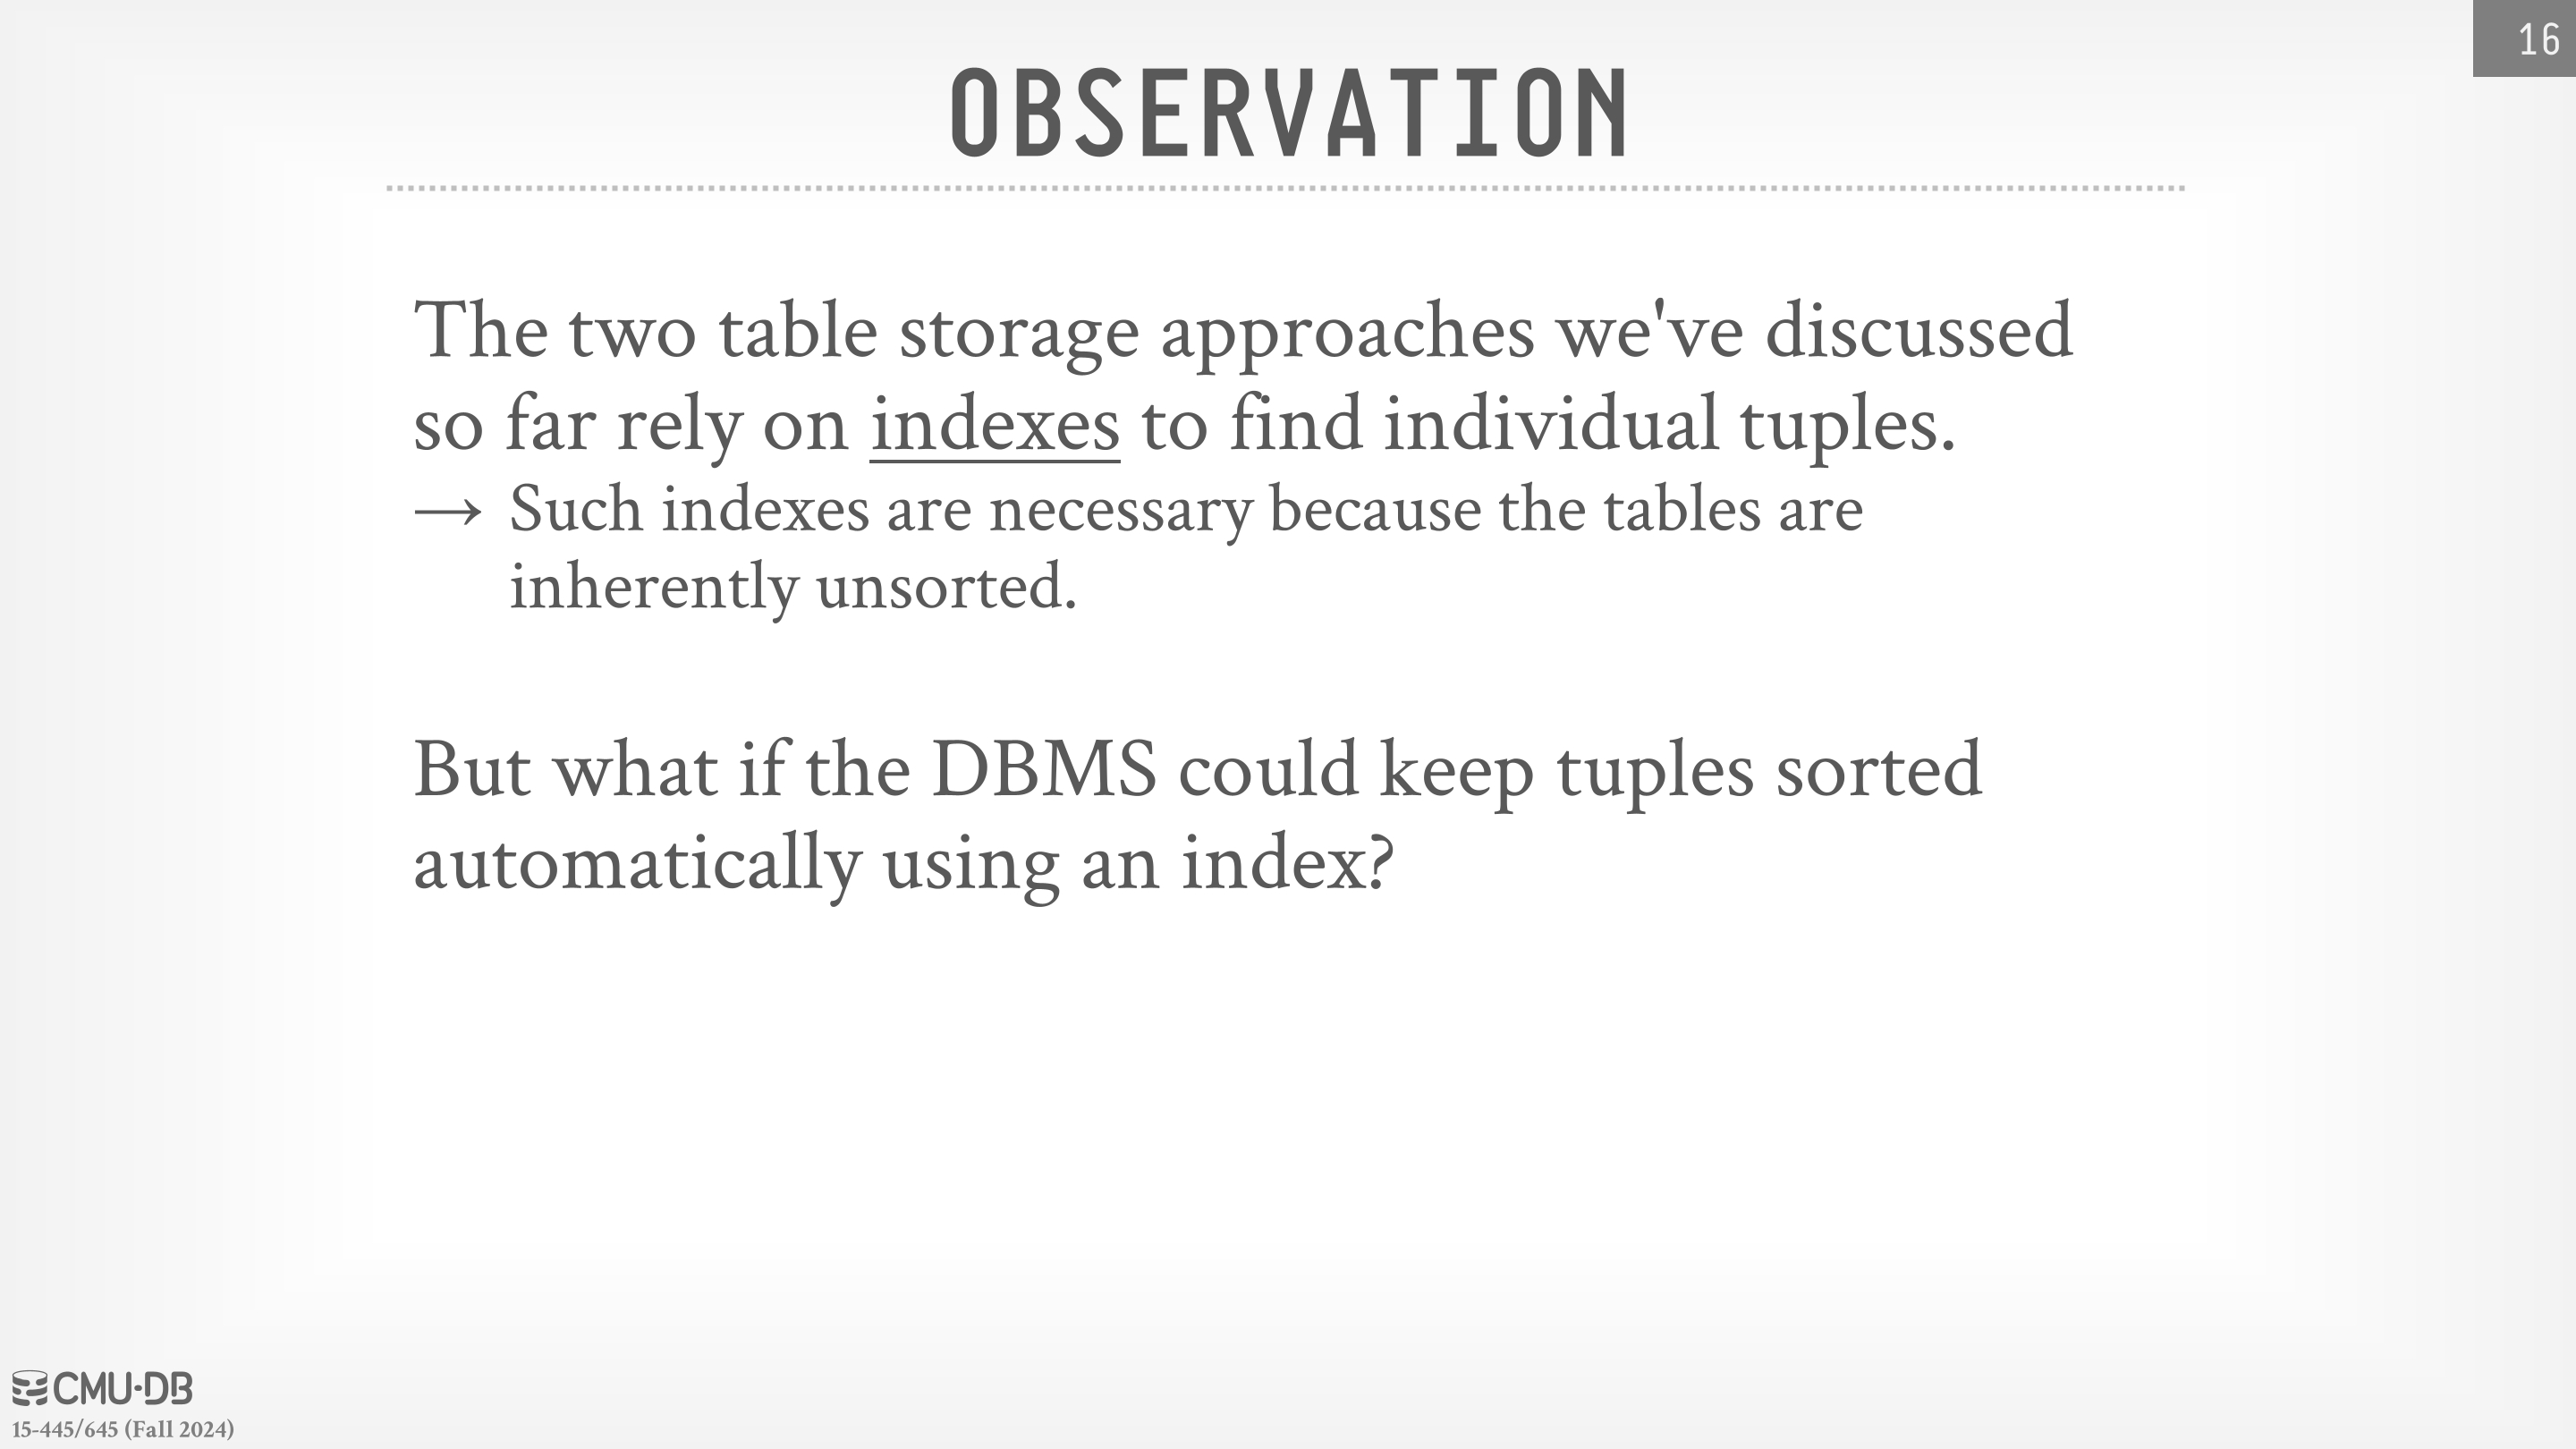 16
OBSERVATION
The two table storage approaches we've discussed
so far rely on indexes to find individual tuples.
→ Such indexes are necessary because the tables are
inherently unsorted.
But what if the DBMS could keep tuples sorted
automatically using an index?
CMU·DB
15-445/645 (Fall 2024)